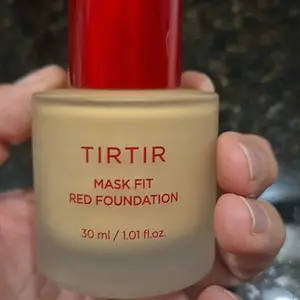 TIRTIR
MASK FIT
RED FOUNDATION
30 ml / 1.01 fl.oz.